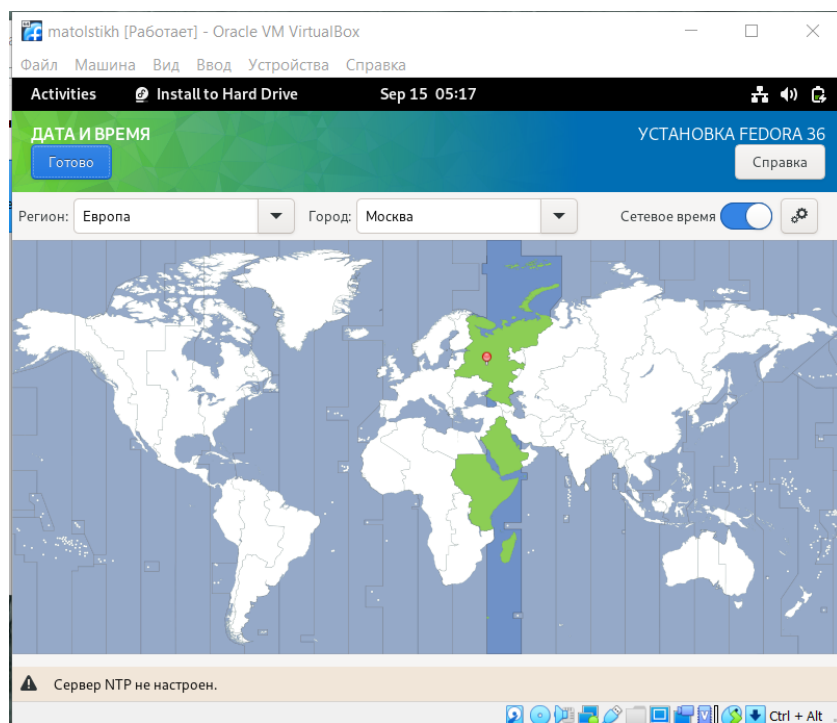 matolstikh [Работает] - Oracle VM VirtualBox
Файл Машина Вид Ввод Устройства Справка
Activities Install to Hard Drive Sep 15 05:17
ДАТА И ВРЕМЯ УСТАНОВКА FEDORA 36
Готово Справка
Регион: Европа Город: Москва Сетевое время
Сервер NTP не настроен.
Ctrl + Alt